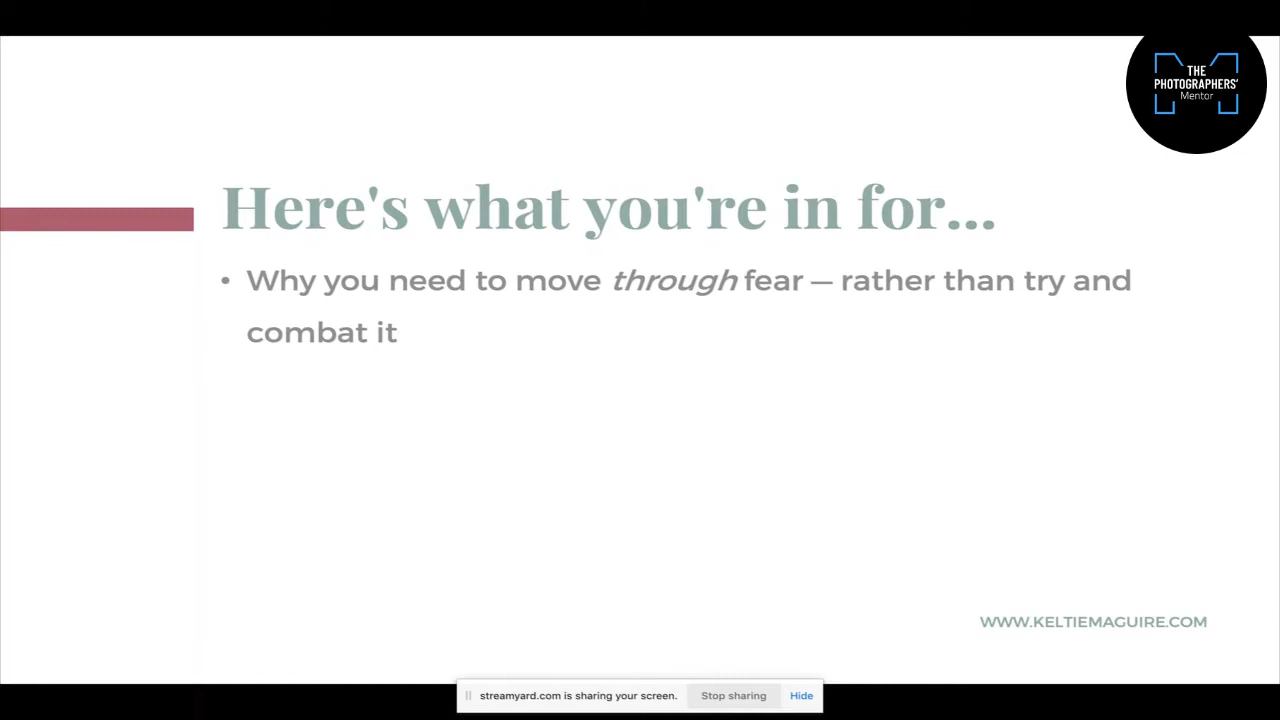 THE
PHOTOGRAPHERS'
Mentor
Here's what you're in for...
• Why you need to move through fear — rather than try and
combat it
WWW.KELTIEMAGUIRE.COM
streamyard.com is sharing your screen. Stop sharing Hide